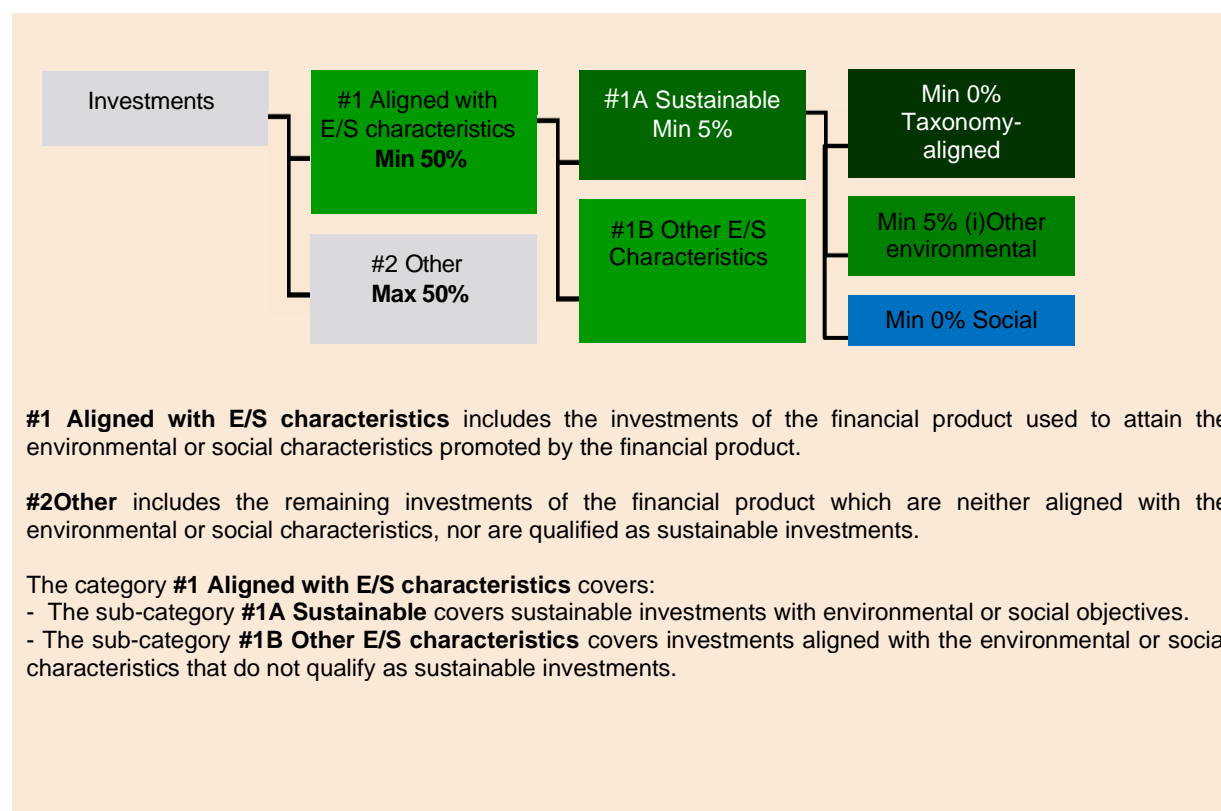 Investments
#1 Aligned with
E/S characteristics
Min 50%
#2 Other
Max 50%
#1A Sustainable
Min 5%
#1B Other E/S
Characteristics
Min 0%
Taxonomy-
aligned
Min 5% (i)Other
environmental
Min 0% Social
#1 Aligned with E/S characteristics includes the investments of the financial product used to attain the
environmental or social characteristics promoted by the financial product.
#2Other includes the remaining investments of the financial product which are neither aligned with the
environmental or social characteristics, nor are qualified as sustainable investments.
The category #1 Aligned with E/S characteristics covers:
- The sub-category #1A Sustainable covers sustainable investments with environmental or social objectives.
- The sub-category #1B Other E/S characteristics covers investments aligned with the environmental or social
characteristics that do not qualify as sustainable investments.